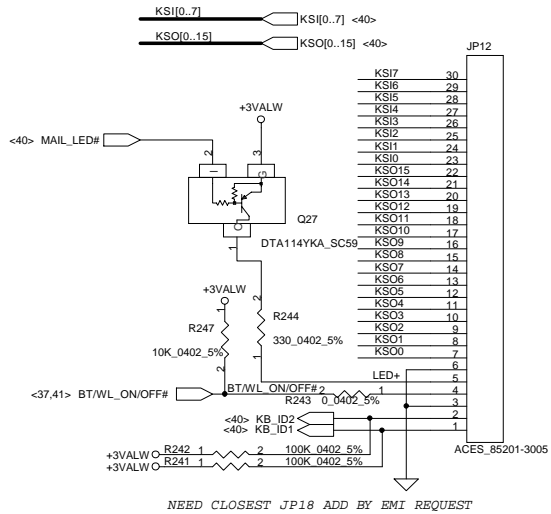 KSI[0..7] KSI[0..7] <40>
KSO[0..15] KSO[0..15] <40>
JP12
KSI7 30
KSI6 29
KSI5 28
KSI4 27
KSI3 26
KSI2 25
KSI1 24
KSI0 23
KSO15 22
KSO14 21
KSO13 20
KSO12 19
KSO11 18
KSO10 17
KSO9 16
KSO8 15
KSO7 14
KSO6 13
KSO5 12
KSO4 11
KSO3 10
KSO2 9
KSO1 8
KSO0 7
6
LED+ 5
4
3
2
1
ACES_85201-3005
+3VALW
<40> MAIL_LED#
2
3
I
G
C
Q27
1
DTA114YKA_SC59
+3VALW
1
R247
10K_0402_5%
2
2
R244
330_0402_5%
1
<37,41> BT/WL_ON/OFF#
BT/WL_ON/OFF# 2 1
R243 0_0402_5%
<40> KB_ID2
<40> KB_ID1
+3VALW R242 1 2 100K_0402_5%
+3VALW R241 1 2 100K_0402_5%
NEED CLOSEST JP18 ADD BY EMI REQUEST